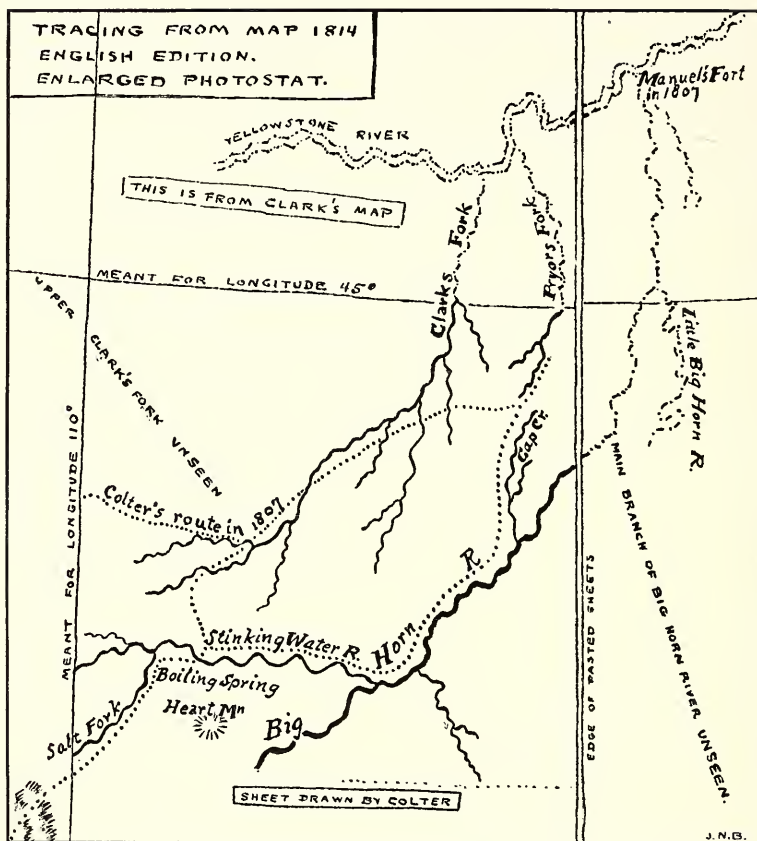 TRACING FROM MAP 1814
ENGLISH EDITION.
ENLARGED PHOTOSTAT.
Manuel's Fort
in 1807
YELLOWSTONE RIVER
THIS IS FROM CLARK'S MAP
Clarks Fork
Pryors Fork
MEANT FOR LONGITUDE 45°
UPPER CLARK'S FORK UNSEEN
Little Big Horn R.
Gap Cr.
Colter's route in 1807
MEANT FOR LONGITUDE 110°
MAIN BRANCH OF BIG HORN RIVER UNSEEN.
EDGE OF PASTED SHEETS
Stinking Water R.
Big Horn R
Boiling Spring
Heart Mn
Salt Fork
SHEET DRAWN BY COLTER
J.N.B.